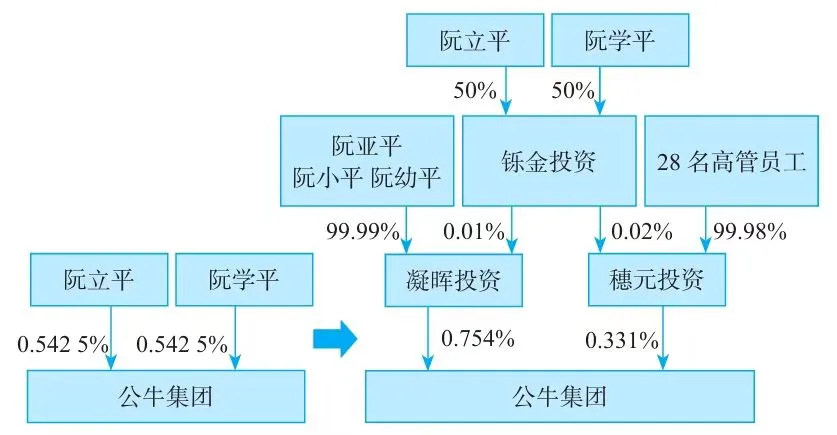 阮立平
阮学平
50%
50%
阮亚平
阮小平 阮幼平
铄金投资
28 名高管员工
99.99%
0.01%
0.02%
99.98%
阮立平
阮学平
凝晖投资
穗元投资
0.542 5%
0.542 5%
0.754%
0.331%
公牛集团
公牛集团